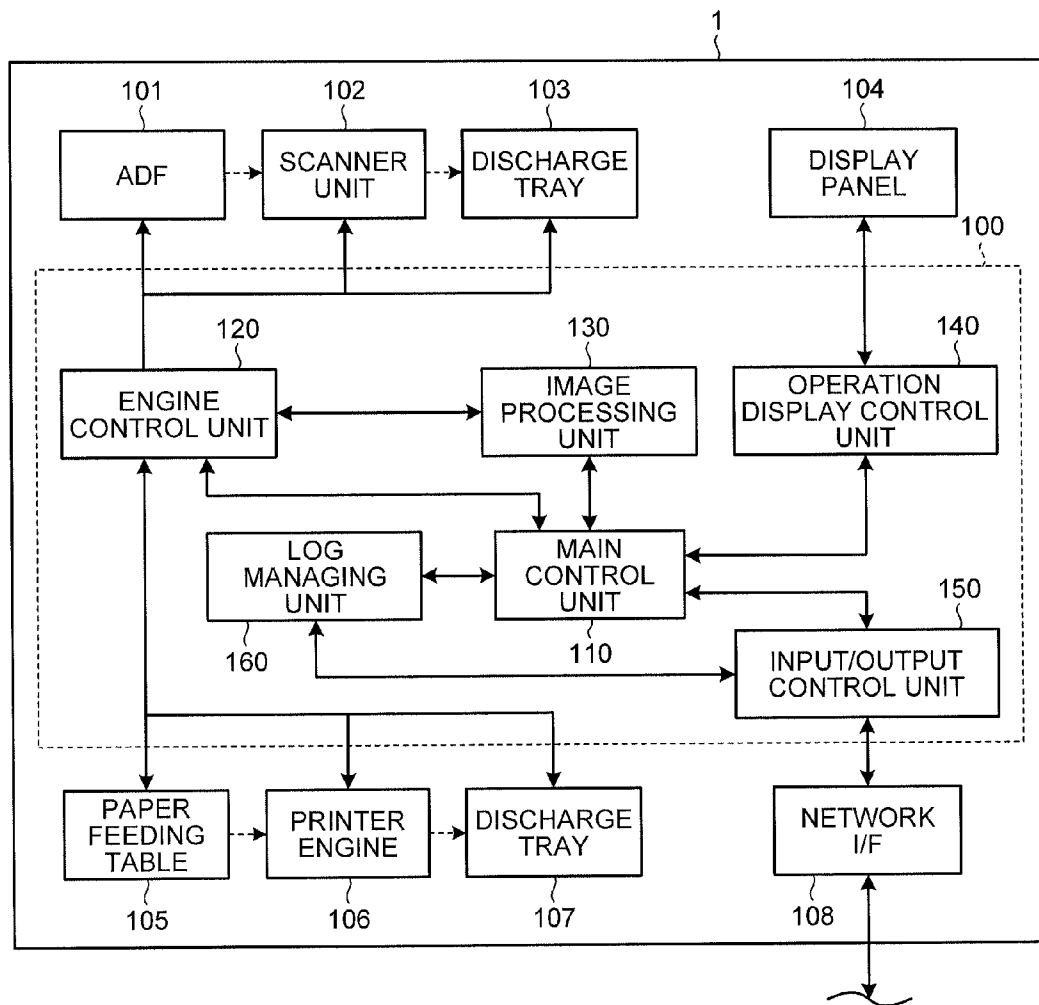 1
101
102
103
104
ADF
SCANNER
UNIT
DISCHARGE
TRAY
DISPLAY
PANEL
100
120
130
140
ENGINE
CONTROL UNIT
IMAGE
PROCESSING
UNIT
OPERATION
DISPLAY CONTROL
UNIT
LOG
MANAGING
UNIT
160
MAIN
CONTROL
UNIT
110
150
INPUT/OUTPUT
CONTROL UNIT
PAPER
FEEDING
TABLE
105
PRINTER
ENGINE
106
DISCHARGE
TRAY
107
NETWORK
I/F
108